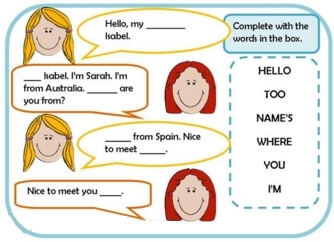 Hello, my ________
Isabel.
Complete with the
words in the box.
____ Isabel. I'm Sarah. I'm
from Australia. ______ are
you from?
HELLO
TOO
NAME'S
WHERE
YOU
I'M
_____ from Spain. Nice
to meet _____.
Nice to meet you ____.